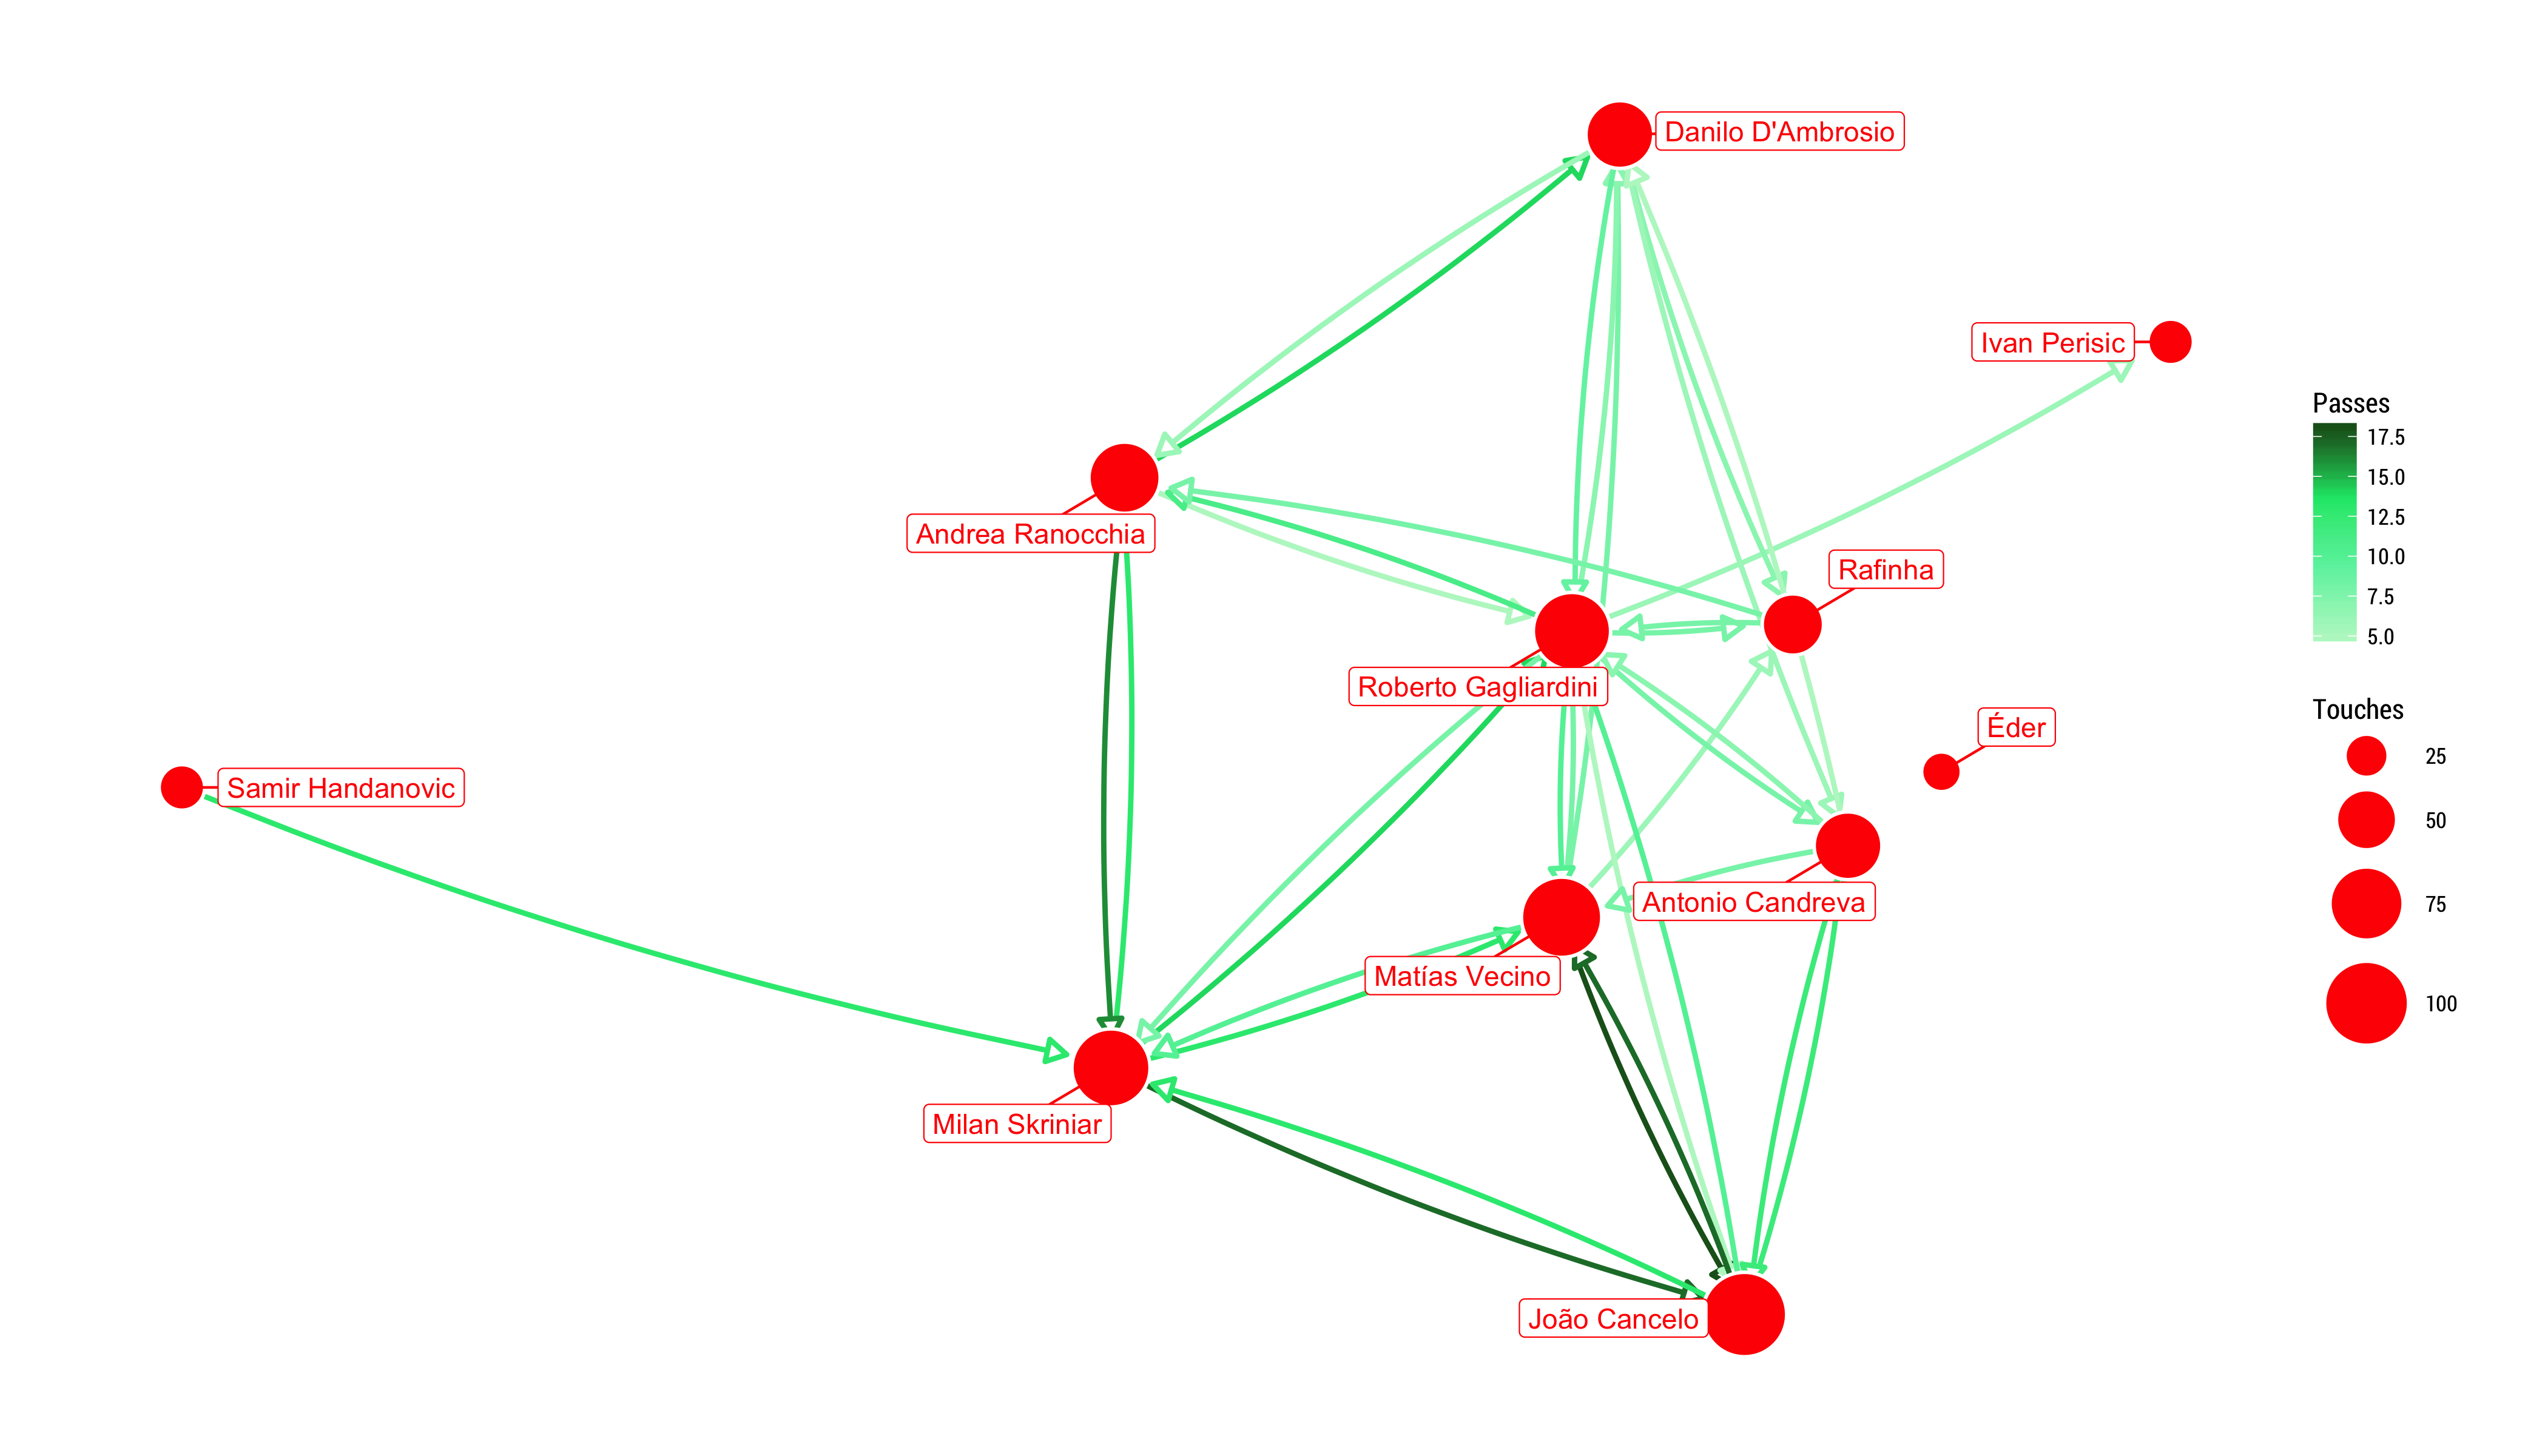 Danilo D'Ambrosio
Ivan Perisic
Passes
17.5
15.0
12.5
10.0
7.5
5.0
Andrea Ranocchia
Rafinha
Roberto Gagliardini
Touches
25
50
75
100
Éder
Samir Handanovic
Antonio Candreva
Matías Vecino
Milan Skriniar
João Cancelo